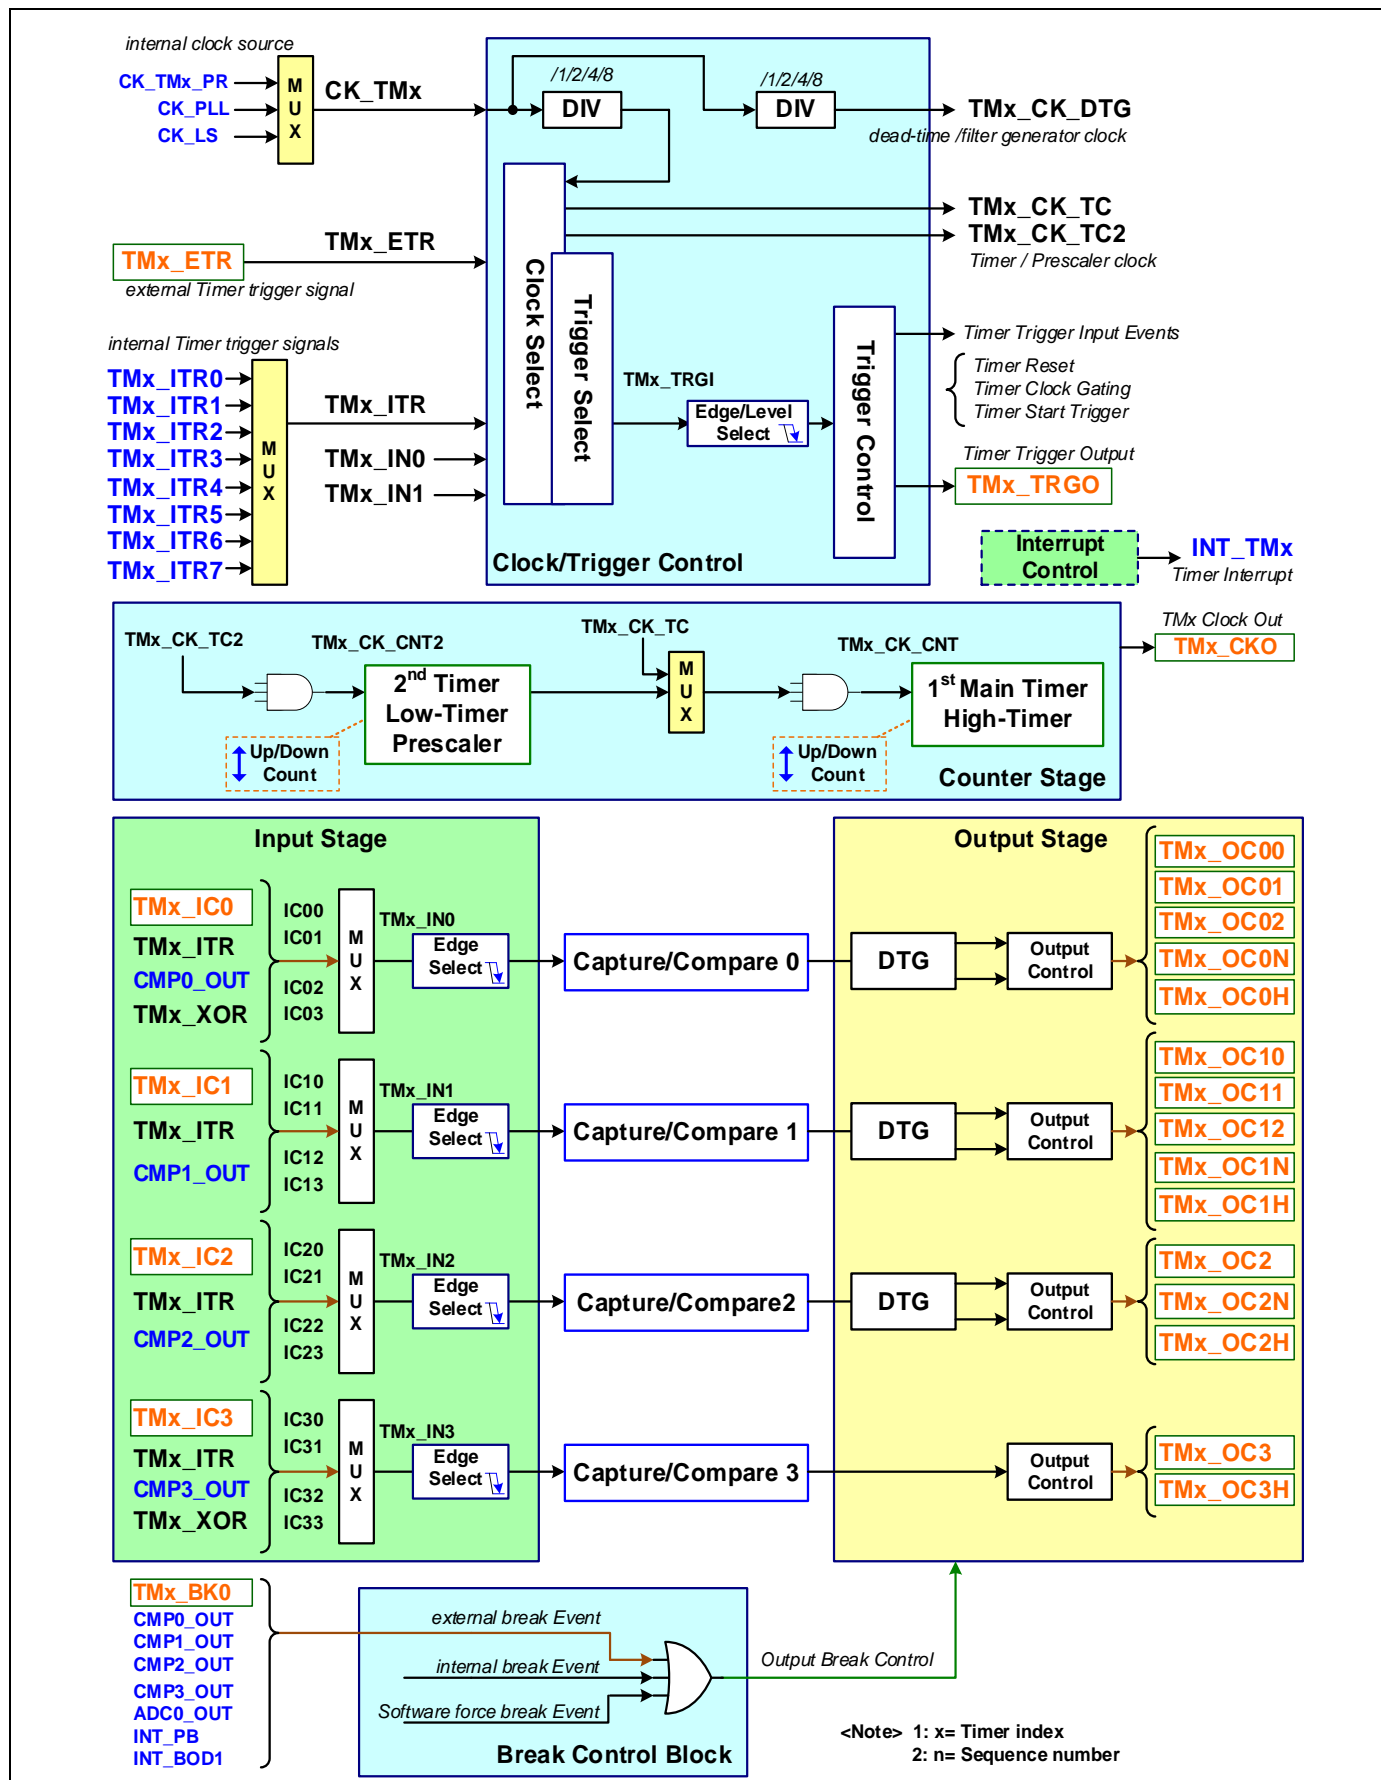 internal clock source
CK_TMx_PR
CK_PLL
CK_LS
M
U
X
CK_TMx
/1/2/4/8
DIV
/1/2/4/8
DIV
TMx_CK_DTG
dead-time /filter generator clock
TMx_CK_TC
TMx_CK_TC2
Timer / Prescaler clock
TMx_ETR
TMx_ETR
external Timer trigger signal
Clock Select
Trigger Select
internal Timer trigger signals
TMx_ITR0
TMx_ITR1
TMx_ITR2
TMx_ITR3
TMx_ITR4
TMx_ITR5
TMx_ITR6
TMx_ITR7
M
U
X
TMx_ITR
TMx_IN0
TMx_IN1
TMx_TRGI
Edge/Level
Select
Trigger Control
Timer Trigger Input Events
Timer Reset
Timer Clock Gating
Timer Start Trigger
Timer Trigger Output
TMx_TRGO
Clock/Trigger Control
Interrupt
Control
INT_TMx
Timer Interrupt
TMx_CK_TC2
TMx_CK_CNT2
2nd Timer
Low-Timer
Prescaler
Up/Down
Count
TMx_CK_TC
M
U
X
TMx_CK_CNT
1st Main Timer
High-Timer
Up/Down
Count
Counter Stage
TMx Clock Out
TMx_CKO
Input Stage
Output Stage
TMx_IC0
TMx_ITR
CMP0_OUT
TMx_XOR
IC00
IC01
IC02
IC03
M
U
X
TMx_IN0
Edge
Select
Capture/Compare 0
DTG
Output
Control
TMx_OC00
TMx_OC01
TMx_OC02
TMx_OC0N
TMx_OC0H
TMx_IC1
TMx_ITR
CMP1_OUT
IC10
IC11
IC12
IC13
M
U
X
TMx_IN1
Edge
Select
Capture/Compare 1
DTG
Output
Control
TMx_OC10
TMx_OC11
TMx_OC12
TMx_OC1N
TMx_OC1H
TMx_IC2
TMx_ITR
CMP2_OUT
IC20
IC21
IC22
IC23
M
U
X
TMx_IN2
Edge
Select
Capture/Compare2
DTG
Output
Control
TMx_OC2
TMx_OC2N
TMx_OC2H
TMx_IC3
TMx_ITR
CMP3_OUT
TMx_XOR
IC30
IC31
IC32
IC33
M
U
X
TMx_IN3
Edge
Select
Capture/Compare 3
Output
Control
TMx_OC3
TMx_OC3H
TMx_BK0
CMP0_OUT
CMP1_OUT
CMP2_OUT
CMP3_OUT
ADC0_OUT
INT_PB
INT_BOD1
external break Event
internal break Event
Software force break Event
Break Control Block
Output Break Control
<Note> 1: x= Timer index
2: n= Sequence number